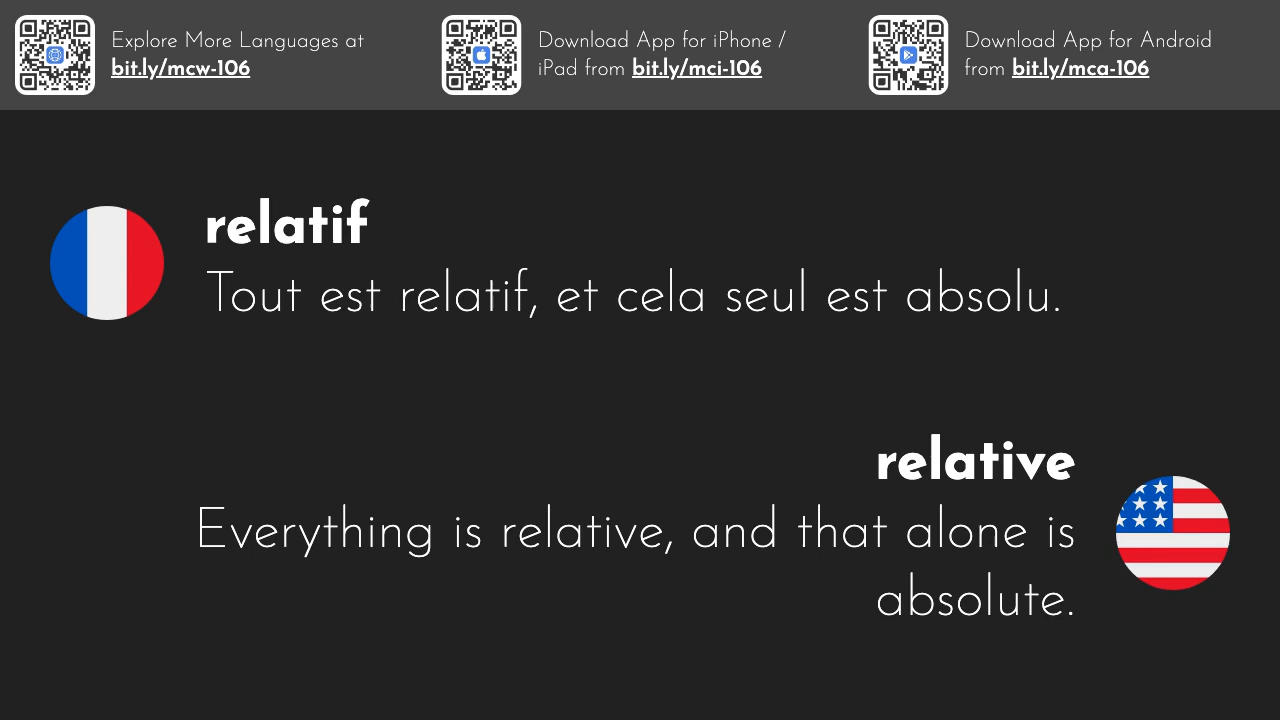 Explore More Languages at
bit.ly/mcw-106
Download App for iPhone /
iPad from bit.ly/mci-106
Download App for Android
from bit.ly/mca-106
relatif
Tout est relatif, et cela seul est absolu.
relative
Everything is relative, and that alone is
absolute.